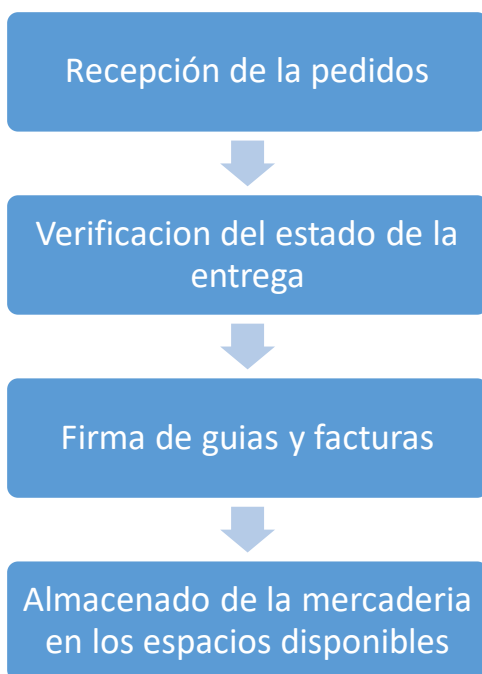 Recepción de la pedidos
Verificacion del estado de la
entrega
Firma de guias y facturas
Almacenado de la mercaderia
en los espacios disponibles